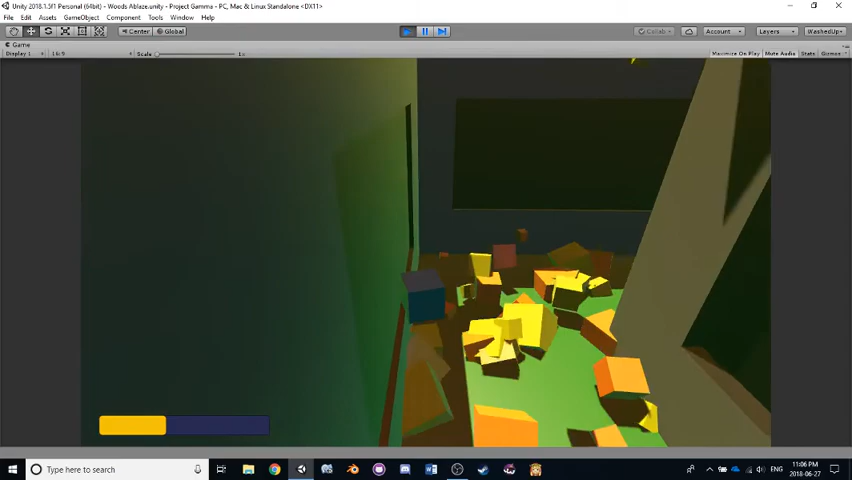 Unity 2018.1.5f1 Personal (64bit) - Woods Ablaze.unity - Project Gamma - PC, Mac & Linux Standalone <DX11>
File Edit Assets GameObject Component Tools Window Help
Center Global Collab Account Layers WashedUp
Game
Display 1 16:9 Scale 1x Maximize On Play Mute Audio Stats Gizmos
Type here to search
ENG
11:06 PM
2018-06-27